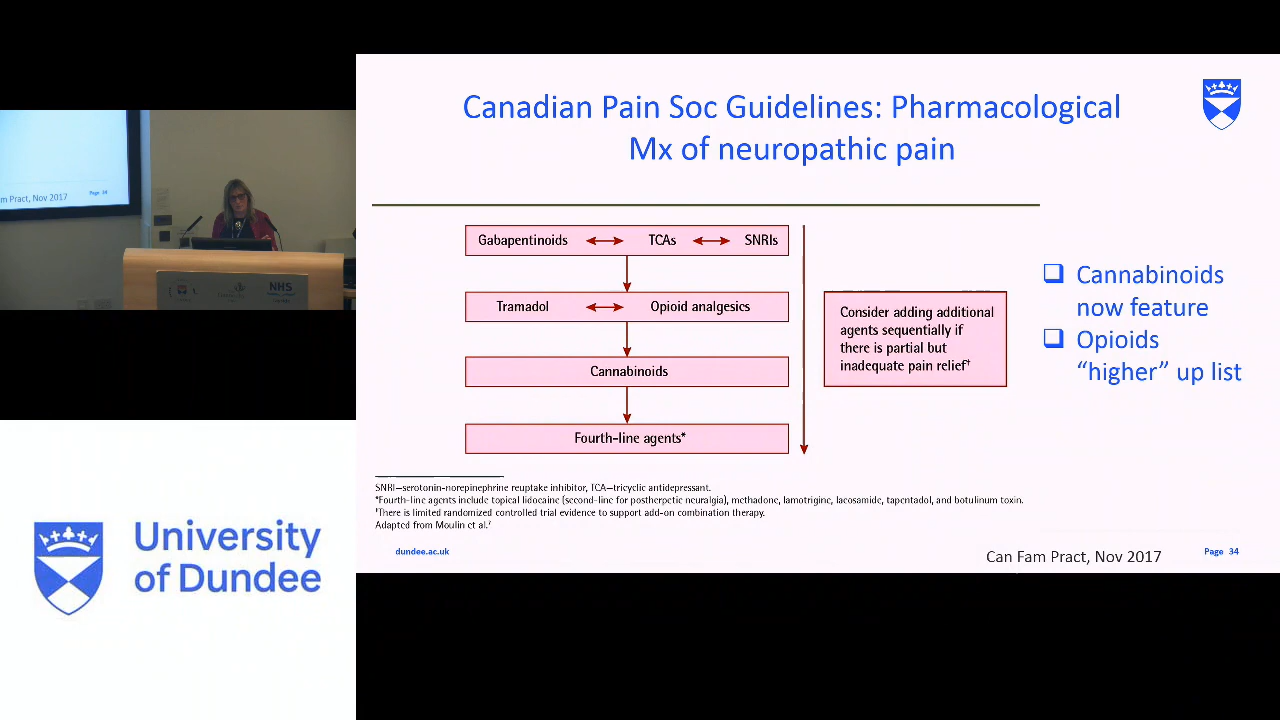 Canadian Pain Soc Guidelines: Pharmacological
Mx of neuropathic pain
Gabapentinoids TCAs SNRIs
Tramadol Opioid analgesics
Cannabinoids
Fourth-line agents*
Consider adding additional
agents sequentially if
there is partial but
inadequate pain relief†
Cannabinoids
now feature
Opioids
“higher” up list
SNRI—serotonin-norepinephrine reuptake inhibitor, TCA—tricyclic antidepressant.
*Fourth-line agents include topical lidocaine (second-line for postherpetic neuralgia), methadone, lamotrigine, lacosamide, tapentadol, and botulinum toxin.
†There is limited randomized controlled trial evidence to support add-on combination therapy.
Adapted from Moulin et al.7
dundee.ac.uk
Can Fam Pract, Nov 2017
Page 34
m Pract, Nov 2017
Page 34
NHS
University
of Dundee